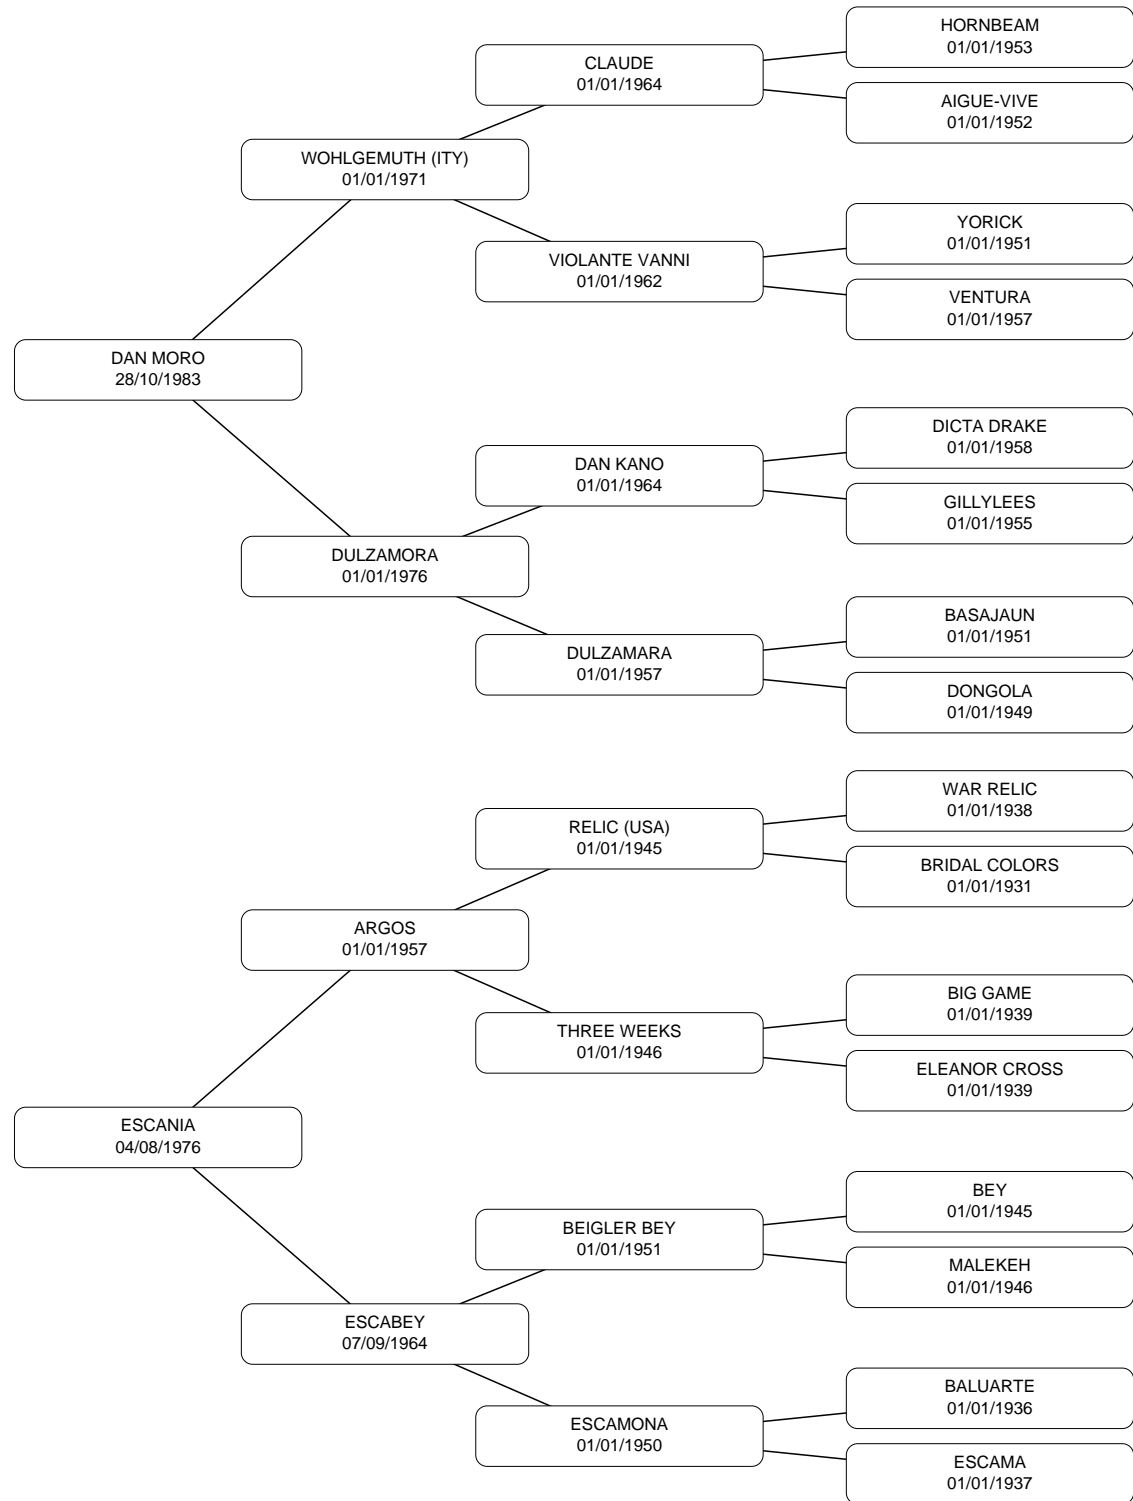 HORNBEAM
01/01/1953
CLAUDE
01/01/1964
AIGUE-VIVE
01/01/1952
WOHLGEMUTH (ITY)
01/01/1971
YORICK
01/01/1951
VIOLANTE VANNI
01/01/1962
VENTURA
01/01/1957
DAN MORO
28/10/1983
DICTA DRAKE
01/01/1958
DAN KANO
01/01/1964
GILLYLEES
01/01/1955
DULZAMORA
01/01/1976
BASAJAUN
01/01/1951
DULZAMARA
01/01/1957
DONGOLA
01/01/1949
WAR RELIC
01/01/1938
RELIC (USA)
01/01/1945
BRIDAL COLORS
01/01/1931
ARGOS
01/01/1957
BIG GAME
01/01/1939
THREE WEEKS
01/01/1946
ELEANOR CROSS
01/01/1939
ESCANIA
04/08/1976
BEY
01/01/1945
BEIGLER BEY
01/01/1951
MALEKEH
01/01/1946
ESCABEY
07/09/1964
BALUARTE
01/01/1936
ESCAMONA
01/01/1950
ESCAMA
01/01/1937